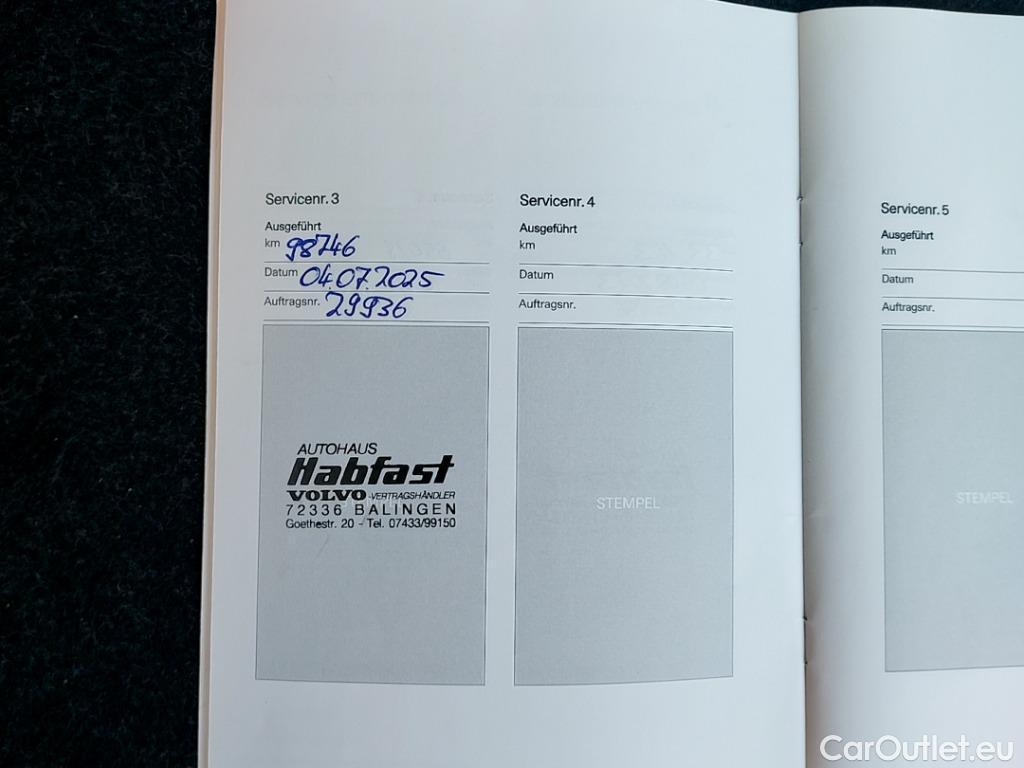 Servicenr. 3
Ausgeführt
km 98746
Datum 04.07.2025
Auftragsnr. 29936
AUTOHAUS
Habfast
VOLVO-VERTRAGSHÄNDLER
72336 BALINGEN
Goethestr. 20 - Tel. 07433/99150
Servicenr. 4
Ausgeführt
km
Datum
Auftragsnr.
STEMPEL
Servicenr. 5
Ausgeführt
km
Datum
Auftragsnr.
STEMPEL
CarOutlet.eu